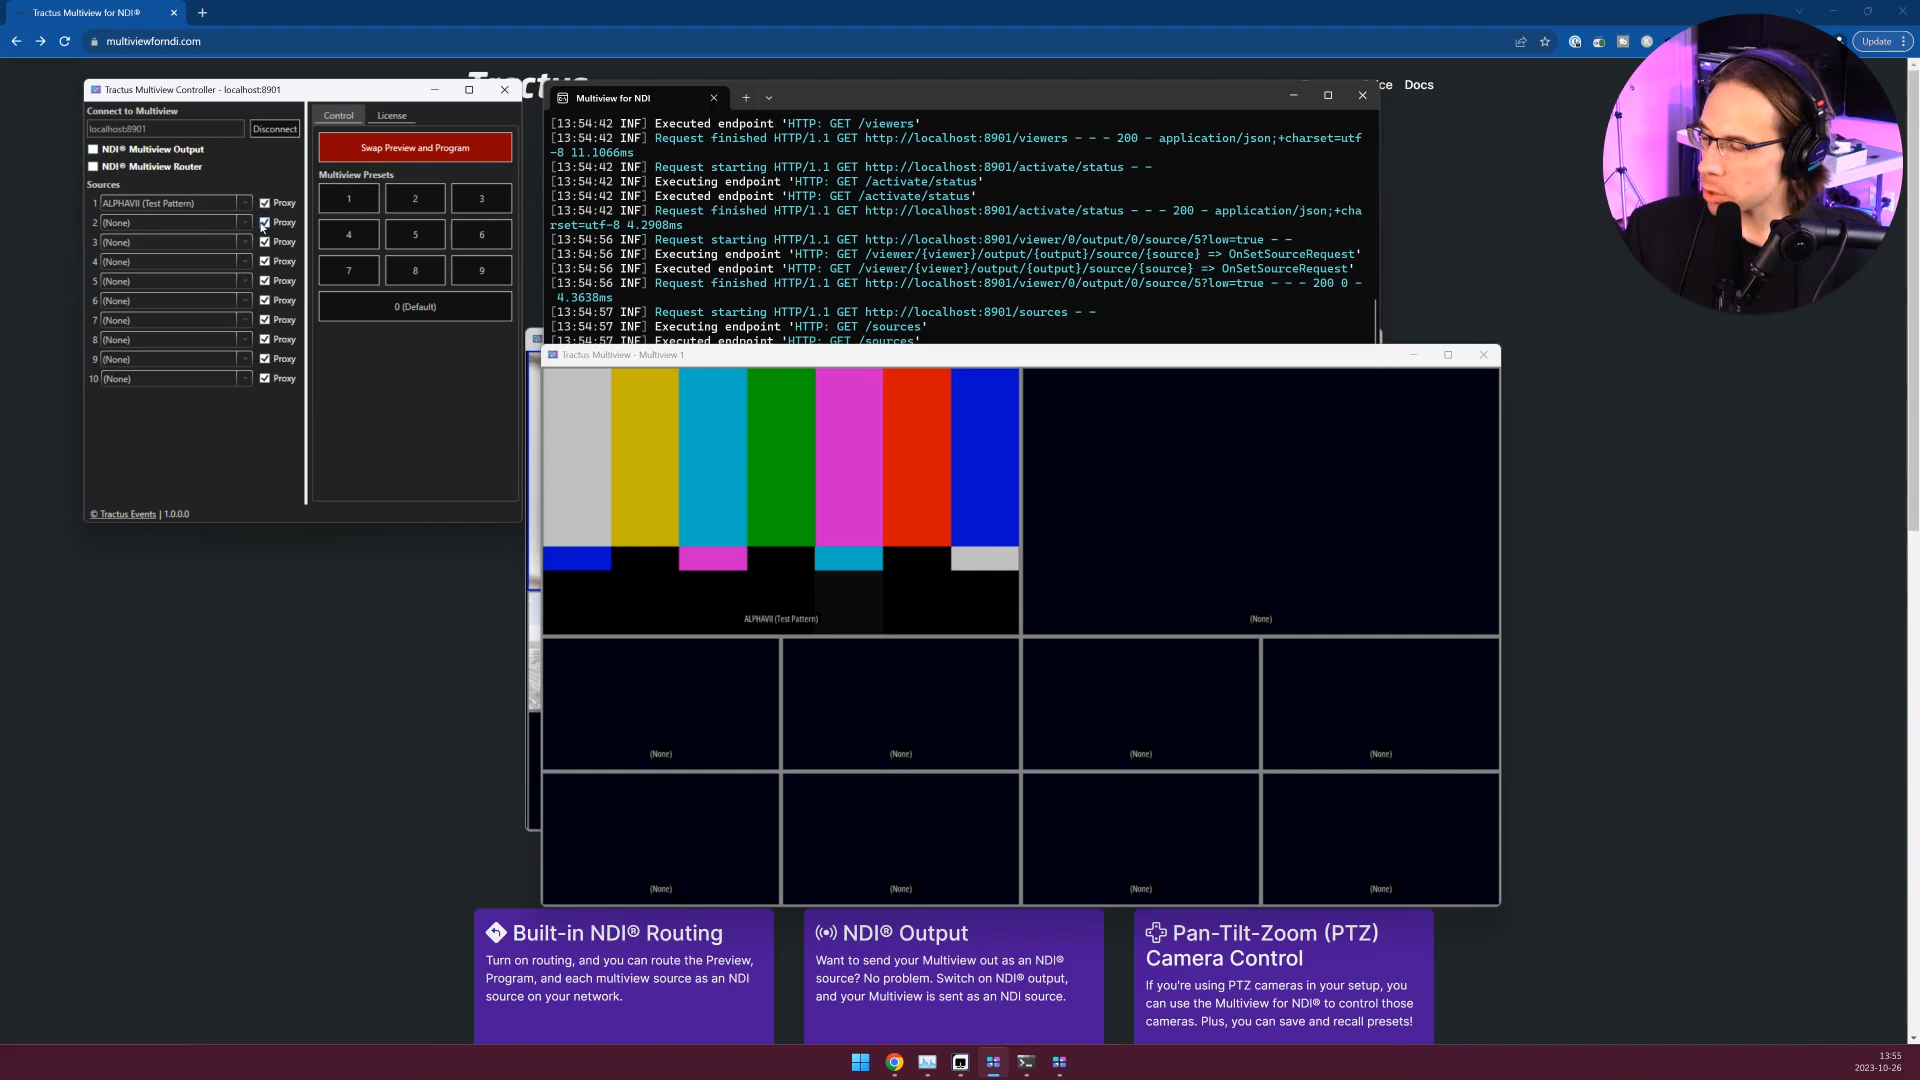 Tractus Multiview for NDI®
multiviewforndi.com
Update
Tractus
Docs
Tractus Multiview Controller - localhost:8901
Connect to Multiview
localhost:8901
Disconnect
NDI® Multiview Output
NDI® Multiview Router
Sources
1 ALPHAVII (Test Pattern) Proxy
2 (None) Proxy
3 (None) Proxy
4 (None) Proxy
5 (None) Proxy
6 (None) Proxy
7 (None) Proxy
8 (None) Proxy
9 (None) Proxy
10 (None) Proxy
© Tractus Events | 1.0.0.0
Control License
Swap Preview and Program
Multiview Presets
1 2 3
4 5 6
7 8 9
0 (Default)
Multiview for NDI
[13:54:42 INF] Executed endpoint 'HTTP: GET /viewers'
[13:54:42 INF] Request finished HTTP/1.1 GET http://localhost:8901/viewers - - - 200 - application/json;+charset=utf
-8 11.1066ms
[13:54:42 INF] Request starting HTTP/1.1 GET http://localhost:8901/activate/status - -
[13:54:42 INF] Executing endpoint 'HTTP: GET /activate/status'
[13:54:42 INF] Executed endpoint 'HTTP: GET /activate/status'
[13:54:42 INF] Request finished HTTP/1.1 GET http://localhost:8901/activate/status - - - 200 - application/json;+cha
rset=utf-8 4.2908ms
[13:54:56 INF] Request starting HTTP/1.1 GET http://localhost:8901/viewer/0/output/0/source/5?low=true - -
[13:54:56 INF] Executing endpoint 'HTTP: GET /viewer/{viewer}/output/{output}/source/{source} => OnSetSourceRequest'
[13:54:56 INF] Executed endpoint 'HTTP: GET /viewer/{viewer}/output/{output}/source/{source} => OnSetSourceRequest'
[13:54:56 INF] Request finished HTTP/1.1 GET http://localhost:8901/viewer/0/output/0/source/5?low=true - - - 200 0 -
4.3638ms
[13:54:57 INF] Request starting HTTP/1.1 GET http://localhost:8901/sources - -
[13:54:57 INF] Executing endpoint 'HTTP: GET /sources'
[13:54:57 INF] Executed endpoint 'HTTP: GET /sources'
Tractus Multiview - Multiview 1
ALPHAVII (Test Pattern)
(None)
(None)
(None)
(None)
(None)
(None)
(None)
(None)
(None)
Built-in NDI® Routing
Turn on routing, and you can route the Preview,
Program, and each multiview source as an NDI
source on your network.
NDI® Output
Want to send your Multiview out as an NDI®
source? No problem. Switch on NDI® output,
and your Multiview is sent as an NDI source.
Pan-Tilt-Zoom (PTZ)
Camera Control
If you're using PTZ cameras in your setup, you
can use the Multiview for NDI® to control those
cameras. Plus, you can save and recall presets!
13:55
2023-10-26